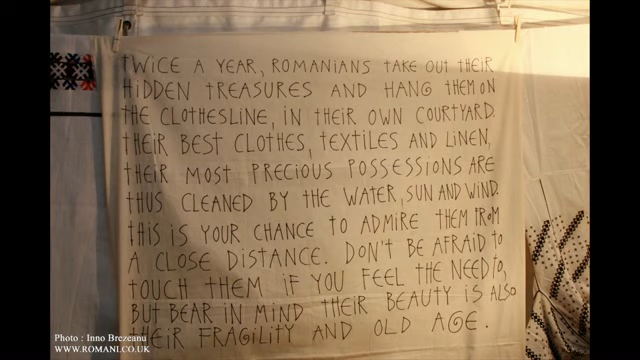 TWICE A YEAR, ROMANIANS TAKE OUT THEIR
HIDDEN TREASURES AND HANG THEM ON
THE CLOTHESLINE, IN THEIR OWN COURTYARD.
THEIR BEST CLOTHES, TEXTILES AND LINEN,
THEIR MOST PRECIOUS POSSESSIONS ARE
THUS CLEANED BY THE WATER, SUN AND WIND.
THIS IS YOUR CHANCE TO ADMIRE THEM FROM
A CLOSE DISTANCE. DON'T BE AFRAID TO
TOUCH THEM IF YOU FEEL THE NEED TO,
BUT BEAR IN MIND THEIR BEAUTY IS ALSO
THEIR FRAGILITY AND OLD AGE.
Photo : Inno Brezeanu
WWW.ROMANI.CO.UK